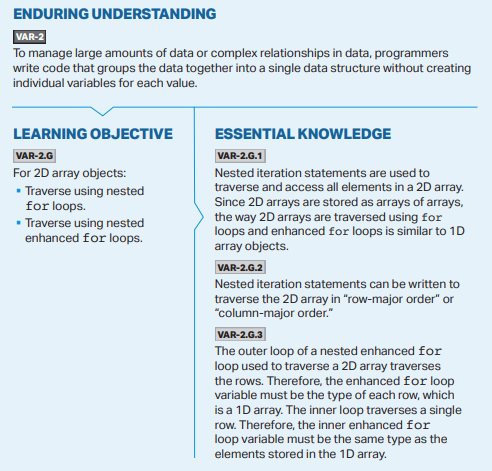 ENDURING UNDERSTANDING
VAR-2
To manage large amounts of data or complex relationships in data, programmers
write code that groups the data together into a single data structure without creating
individual variables for each value.
LEARNING OBJECTIVE
VAR-2.G
For 2D array objects:
▪ Traverse using nested
for loops.
▪ Traverse using nested
enhanced for loops.
ESSENTIAL KNOWLEDGE
VAR-2.G.1
Nested iteration statements are used to
traverse and access all elements in a 2D array.
Since 2D arrays are stored as arrays of arrays,
the way 2D arrays are traversed using for
loops and enhanced for loops is similar to 1D
array objects.
VAR-2.G.2
Nested iteration statements can be written to
traverse the 2D array in “row-major order” or
“column-major order.”
VAR-2.G.3
The outer loop of a nested enhanced for
loop used to traverse a 2D array traverses
the rows. Therefore, the enhanced for loop
variable must be the type of each row, which
is a 1D array. The inner loop traverses a single
row. Therefore, the inner enhanced for
loop variable must be the same type as the
elements stored in the 1D array.